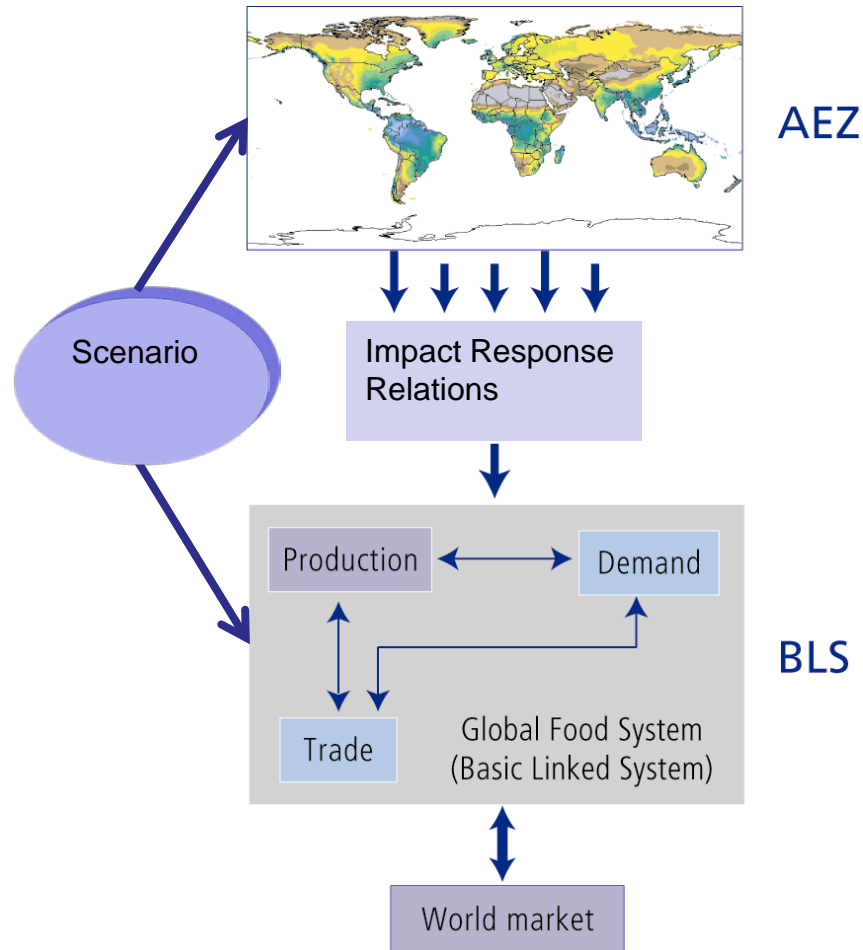 AEZ
Scenario
Impact Response
Relations
Production
Demand
BLS
Trade
Global Food System
(Basic Linked System)
World market